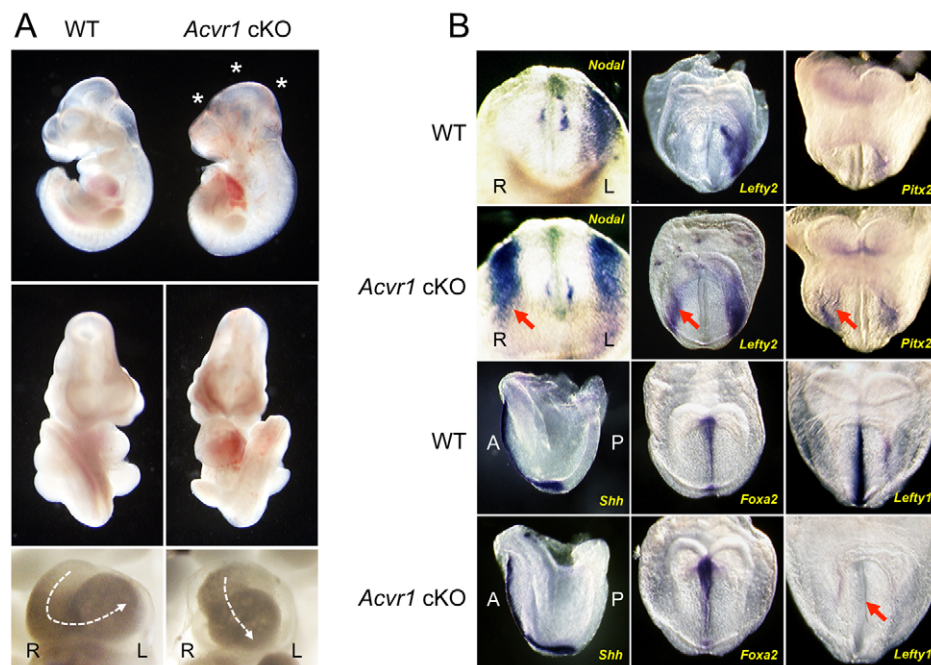 A
WT
Acvr1 cKO
*
*
*
R
L
R
L
B
WT
Nodal
R
L
Lefty2
Pitx2
Acvr1 cKO
Nodal
R
L
Lefty2
Pitx2
WT
A
P
Shh
Foxa2
Lefty1
Acvr1 cKO
A
P
Shh
Foxa2
Lefty1